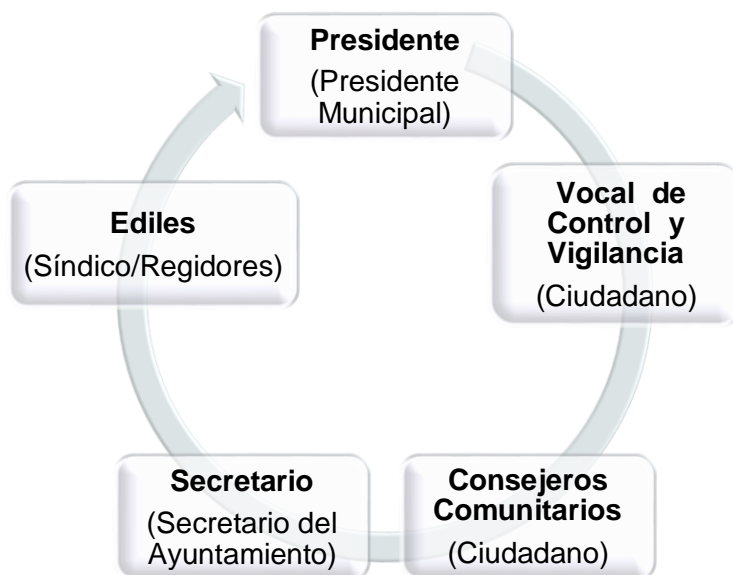 Presidente
(Presidente
Municipal)
Vocal de
Control y
Vigilancia
(Ciudadano)
Consejeros
Comunitarios
(Ciudadano)
Secretario
(Secretario del
Ayuntamiento)
Ediles
(Síndico/Regidores)